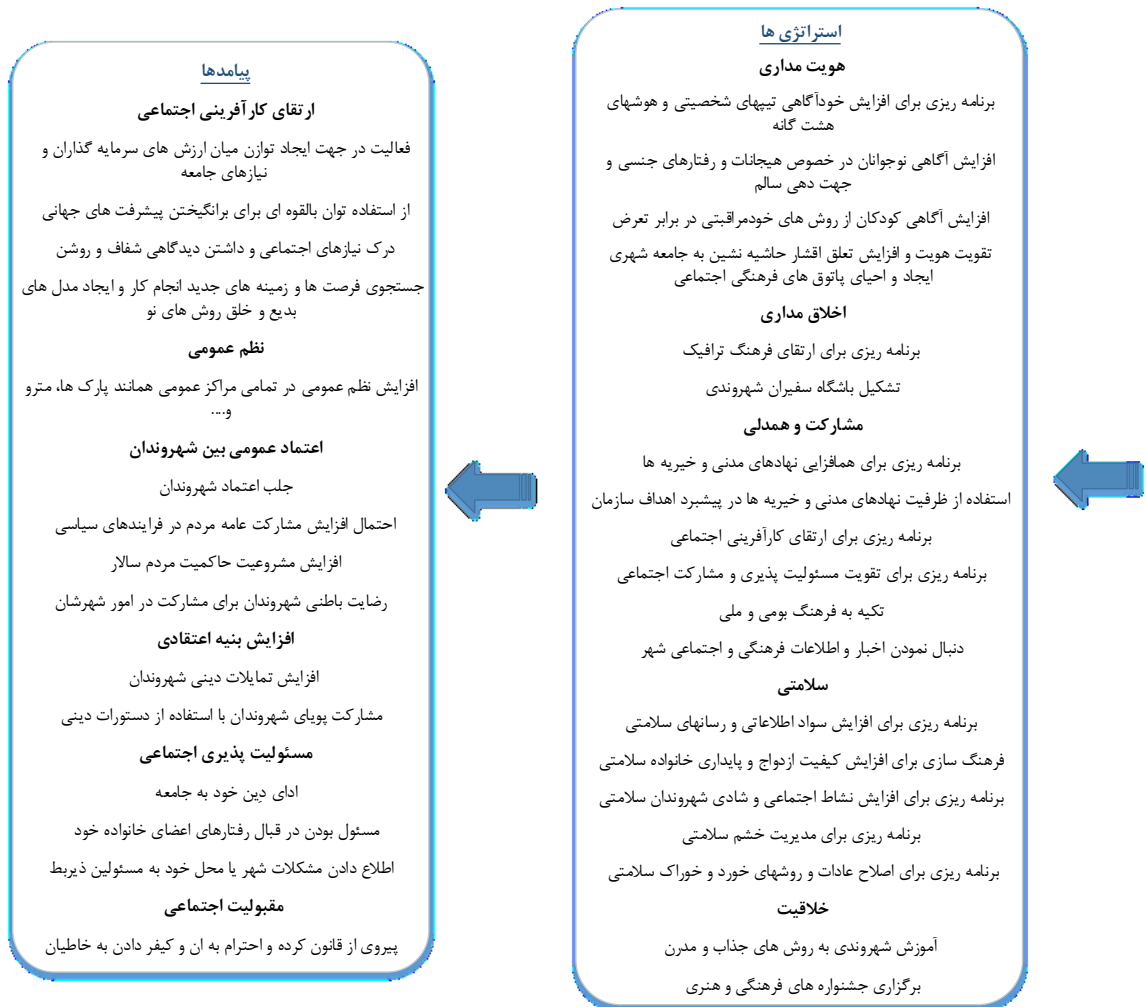 استراتژی ها
هویت مداری
برنامه ریزی برای افزایش خودآگاهی تیپهای شخصیتی و هوشهای
هشت گانه
افزایش آگاهی نوجوانان در خصوص هیجانات و رفتارهای جنسی و
جهت دهی سالم
افزایش آگاهی کودکان از روش های خودمراقبتی در برابر تعرض
تقویت هویت و افزایش تعلق اقشار حاشیه نشین به جامعه شهری
ایجاد و احیای پاتوق های فرهنگی اجتماعی
اخلاق مداری
برنامه ریزی برای ارتقای فرهنگ ترافیک
تشکیل باشگاه سفیران شهروندی
مشارکت و همدلی
برنامه ریزی برای همافزایی نهادهای مدنی و خیریه ها
استفاده از ظرفیت نهادهای مدنی و خیریه ها در پیشبرد اهداف سازمان
برنامه ریزی برای ارتقای کارآفرینی اجتماعی
برنامه ریزی برای تقویت مسئولیت پذیری و مشارکت اجتماعی
تکیه به فرهنگ بومی و ملی
دنبال نمودن اخبار و اطلاعات فرهنگی و اجتماعی شهر
سلامتی
برنامه ریزی برای افزایش سواد اطلاعاتی و رسانهای سلامتی
فرهنگ سازی برای افزایش کیفیت ازدواج و پایداری خانواده سلامتی
برنامه ریزی برای افزایش نشاط اجتماعی و شادی شهروندان سلامتی
برنامه ریزی برای مدیریت خشم سلامتی
برنامه ریزی برای اصلاح عادات و روشهای خورد و خوراک سلامتی
خلاقیت
آموزش شهروندی به روش های جذاب و مدرن
برگزاری جشنواره های فرهنگی و هنری
پیامدها
ارتقای کارآفرینی اجتماعی
فعالیت در جهت ایجاد توازن میان ارزش های سرمایه گذاران و
نیازهای جامعه
از استفاده توان بالقوه ای برای برانگیختن پیشرفت های جهانی
درک نیازهای اجتماعی و داشتن دیدگاهی شفاف و روشن
جستجوی فرصت ها و زمینه های جدید انجام کار و ایجاد مدل های
بدیع و خلق روش های نو
نظم عمومی
افزایش نظم عمومی در تمامی مراکز عمومی همانند پارک ها، مترو
و....
اعتماد عمومی بین شهروندان
جلب اعتماد شهروندان
احتمال افزایش مشارکت عامه مردم در فرایندهای سیاسی
افزایش مشروعیت حاکمیت مردم سالار
رضایت باطنی شهروندان برای مشارکت در امور شهرشان
افزایش بنیه اعتقادی
افزایش تمایلات دینی شهروندان
مشارکت پویای شهروندان با استفاده از دستورات دینی
مسئولیت پذیری اجتماعی
ادای دِین خود به جامعه
مسئول بودن در قبال رفتارهای اعضای خانواده خود
اطلاع دادن مشکلات شهر یا محل خود به مسئولین ذیربط
مقبولیت اجتماعی
پیروی از قانون کرده و احترام به ان و کیفر دادن به خاطیان